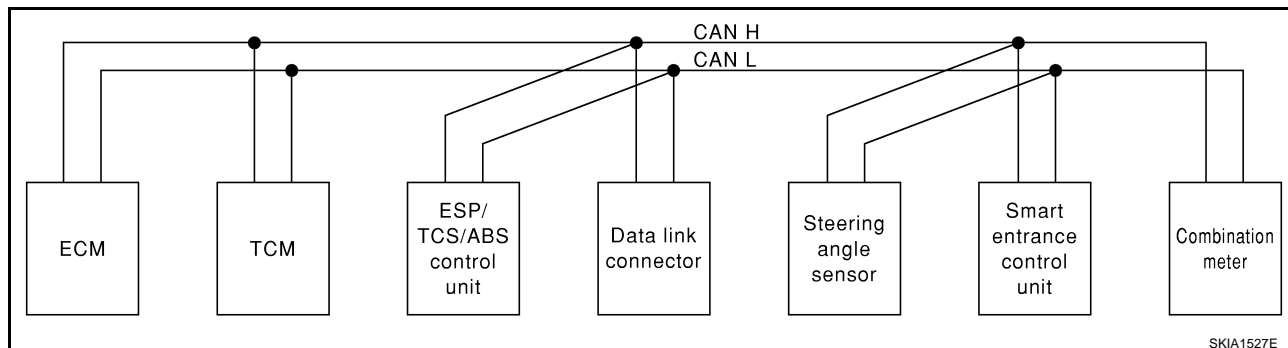 CAN H
CAN L
ECM
TCM
ESP/
TCS/ABS
control
unit
Data link
connector
Steering
angle
sensor
Smart
entrance
control
unit
Combination
meter
SKIA1527E